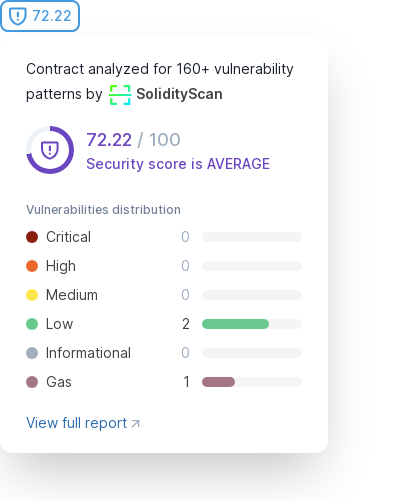 72.22
Contract analyzed for 160+ vulnerability
patterns by SolidityScan
72.22 / 100
Security score is AVERAGE
Vulnerabilities distribution
Critical 0
High 0
Medium 0
Low 2
Informational 0
Gas 1
View full report